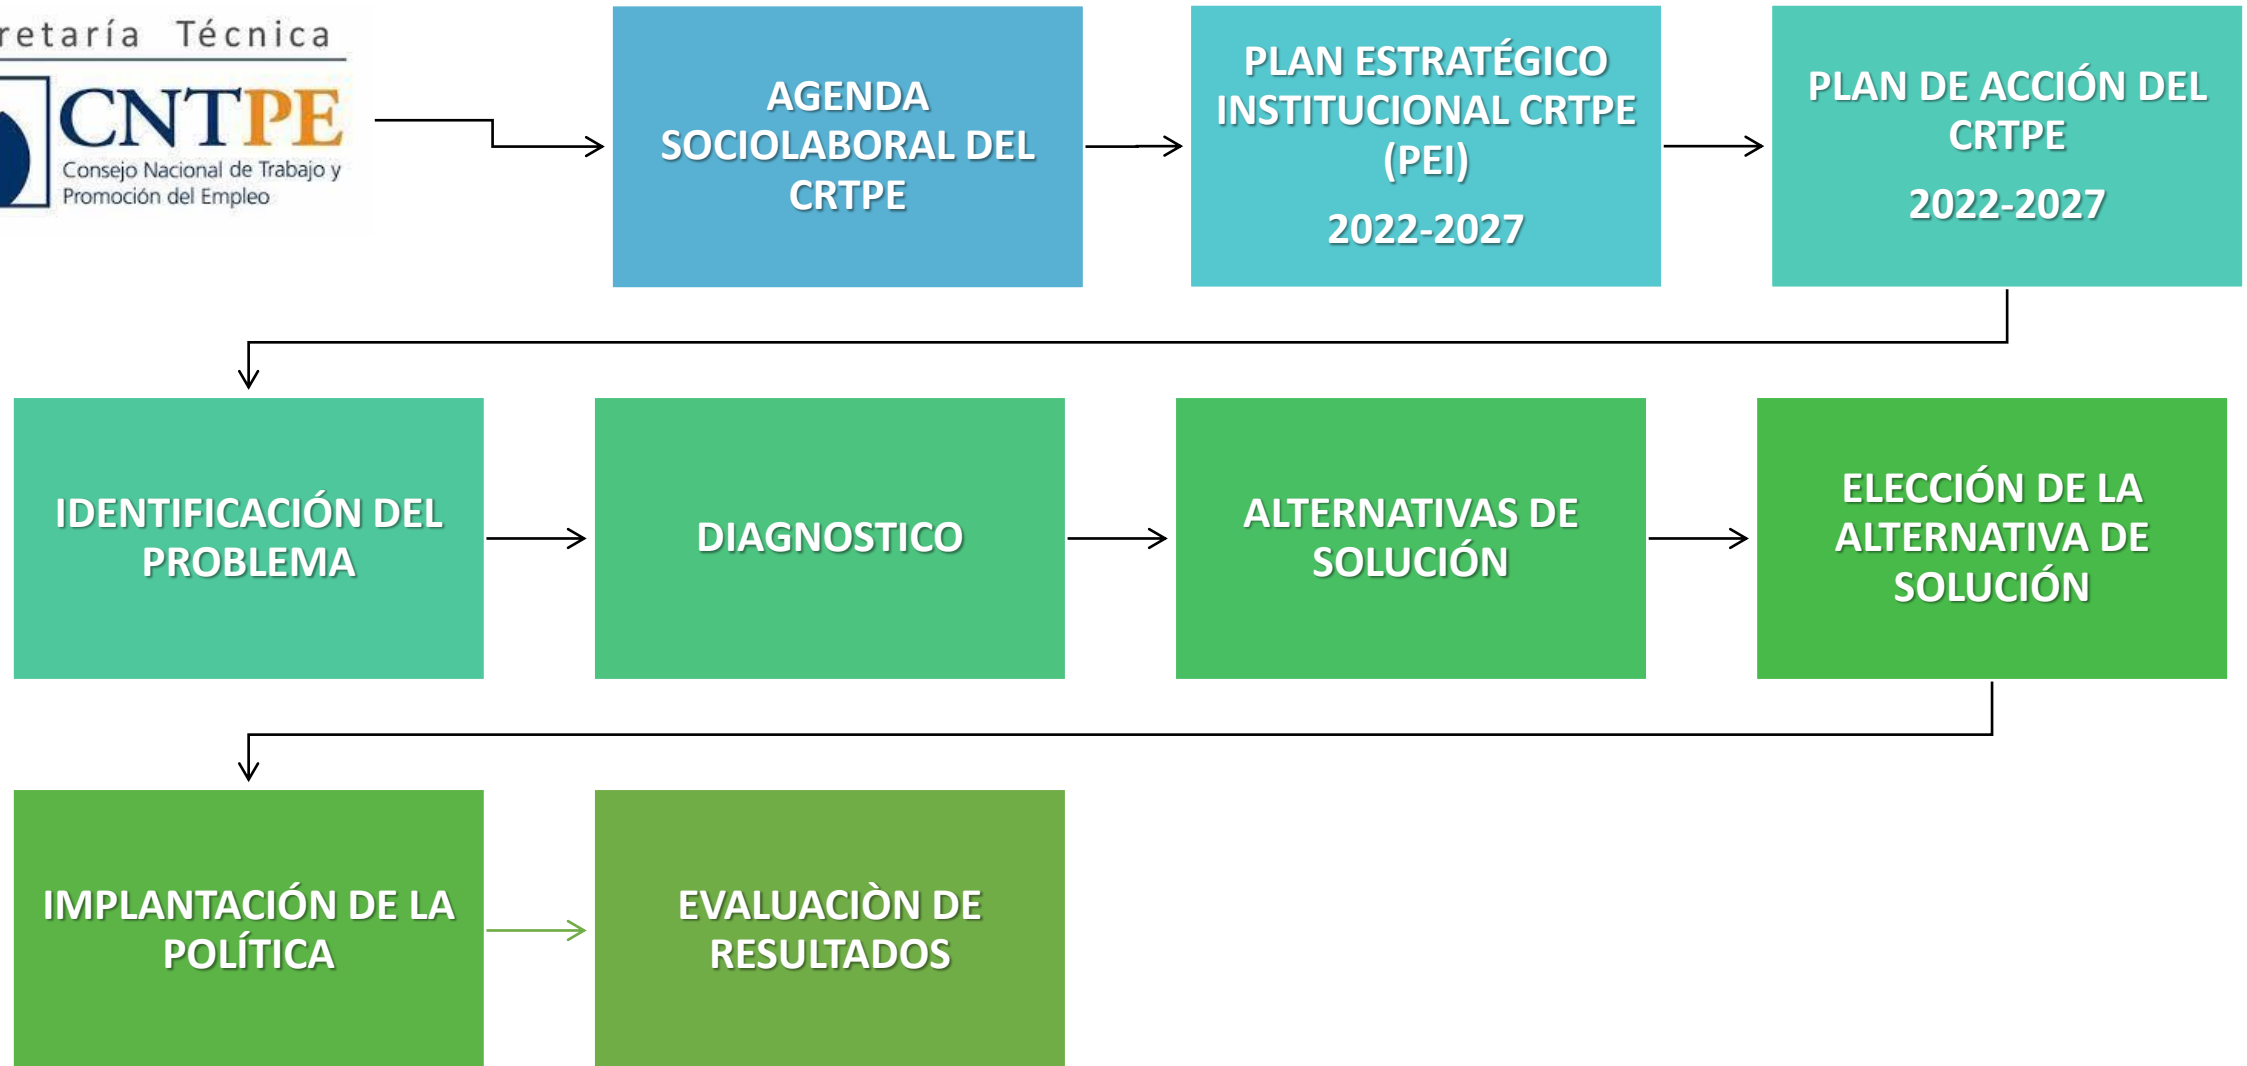 retaría Técnica
CNTPE
Consejo Nacional de Trabajo y
Promoción del Empleo
AGENDA
SOCIOLABORAL DEL
CRTPE
PLAN ESTRATÉGICO
INSTITUCIONAL CRTPE
(PEI)
2022-2027
PLAN DE ACCIÓN DEL
CRTPE
2022-2027
IDENTIFICACIÓN DEL
PROBLEMA
DIAGNOSTICO
ALTERNATIVAS DE
SOLUCIÓN
ELECCIÓN DE LA
ALTERNATIVA DE
SOLUCIÓN
IMPLANTACIÓN DE LA
POLÍTICA
EVALUACIÒN DE
RESULTADOS